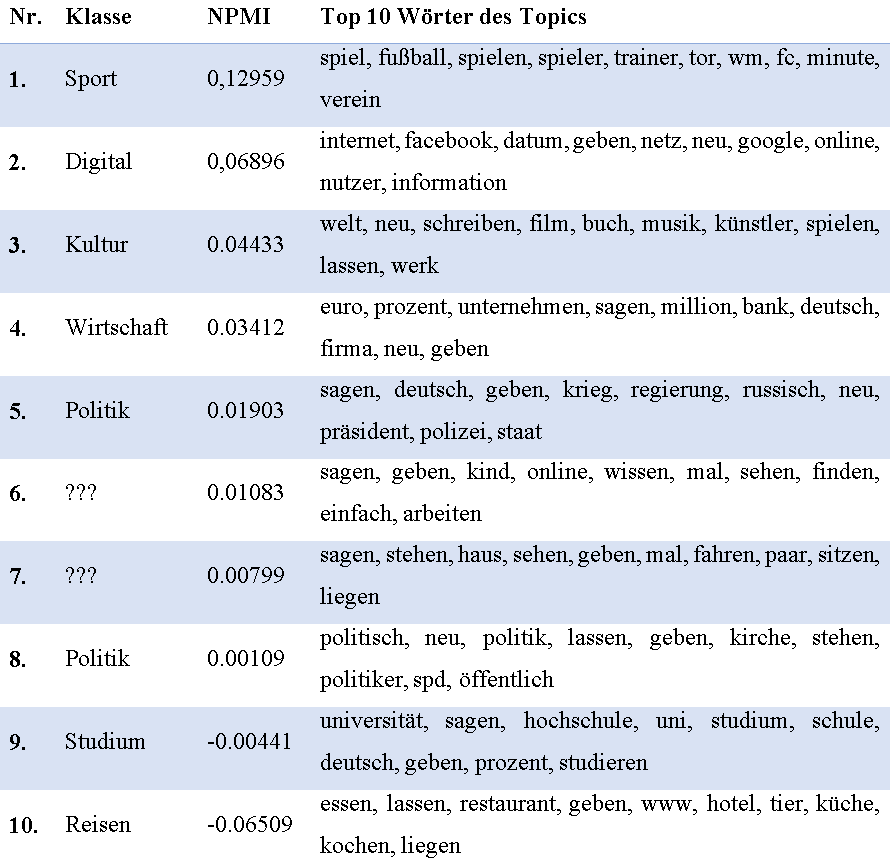 Nr. Klasse NPMI Top 10 Wörter des Topics
spiel, fußball, spielen, spieler, trainer, tor, wm, fc, minute,
1. Sport 0,12959
verein
internet, facebook, datum, geben, netz, neu, google, online,
2. Digital 0,06896
nutzer, information
welt, neu, schreiben, film, buch, musik, künstler, spielen,
3. Kultur 0.04433
lassen, werk
euro, prozent, unternehmen, sagen, million, bank, deutsch,
4. Wirtschaft 0.03412
firma, neu, geben
sagen, deutsch, geben, krieg, regierung, russisch, neu,
5. Politik 0.01903
präsident, polizei, staat
sagen, geben, kind, online, wissen, mal, sehen, finden,
6. ??? 0.01083
einfach, arbeiten
sagen, stehen, haus, sehen, geben, mal, fahren, paar, sitzen,
7. ??? 0.00799
liegen
politisch, neu, politik, lassen, geben, kirche, stehen,
8. Politik 0.00109
politiker, spd, öffentlich
universität, sagen, hochschule, uni, studium, schule,
9. Studium -0.00441
deutsch, geben, prozent, studieren
essen, lassen, restaurant, geben, www, hotel, tier, küche,
10. Reisen -0.06509
kochen, liegen